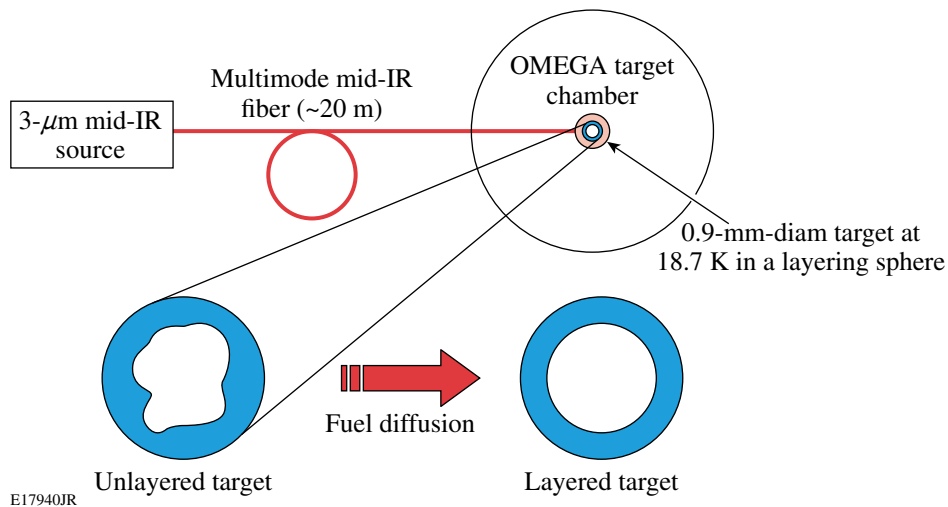 Multimode mid-IR
fiber (~20 m)
3-μm mid-IR
source
OMEGA target
chamber
0.9-mm-diam target at
18.7 K in a layering sphere
Fuel diffusion
Unlayered target
Layered target
E17940JR